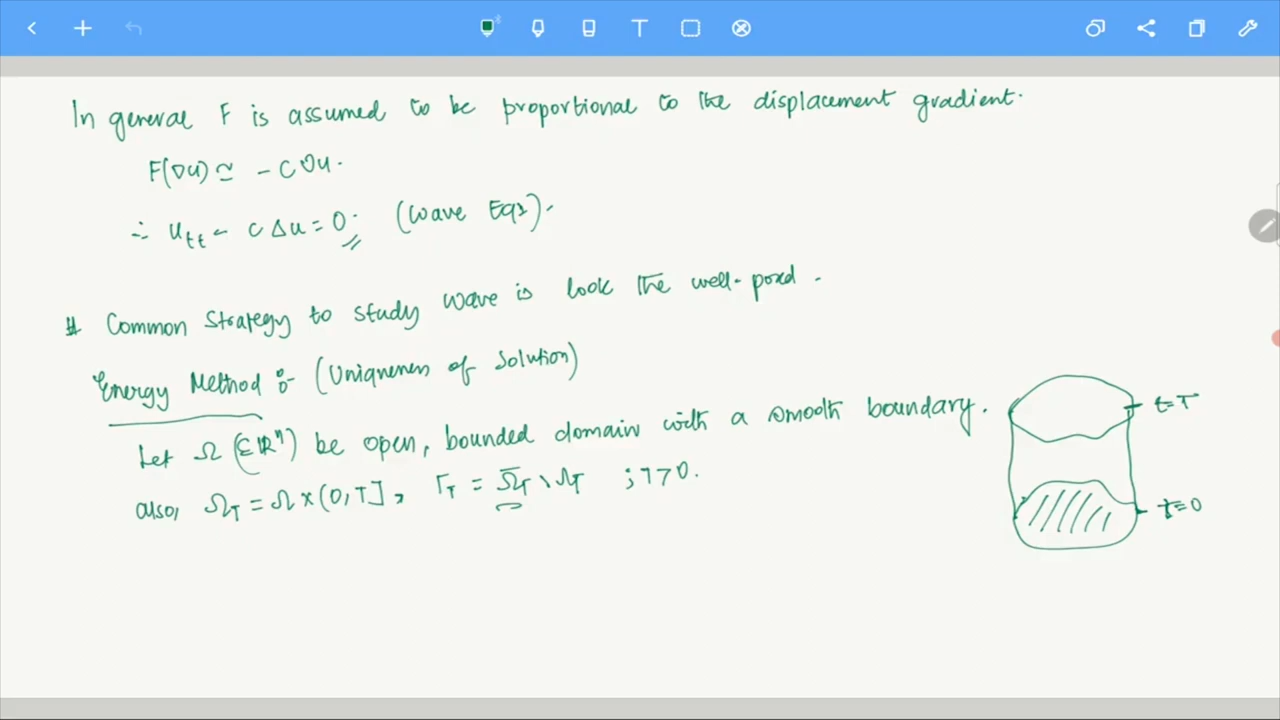 In general F is assumed to be proportional to the displacement gradient.
F(∇u) ≃ - C ∇u.
∴ u_tt - c Δu = 0. (Wave Eqn).
# Common Strategy to study wave is look the well-posed.
Energy Method :- (Uniqueness of Solution)
Let Ω (⊆ ℝⁿ) be open, bounded domain with a smooth boundary.
also, Ω_T = Ω × (0,T], Γ_T = Ω̄_T \ Ω_T ; T>0.
t=T
t=0